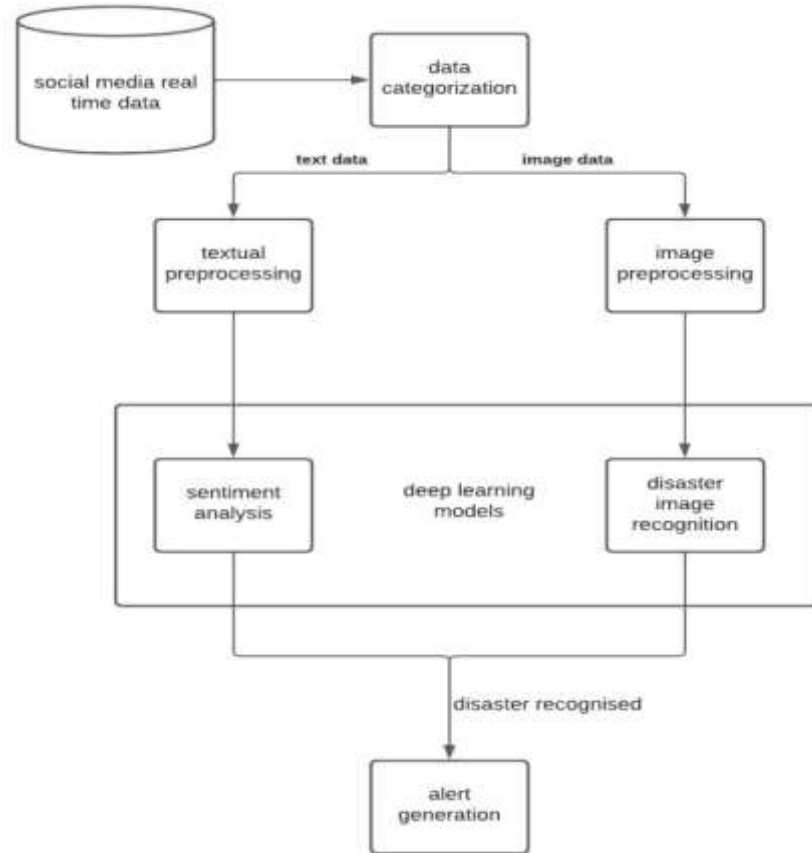 social media real
time data
data
categorization
text data
image data
textual
preprocessing
image
preprocessing
sentiment
analysis
deep learning
models
disaster
image
recognition
disaster recognised
alert
generation